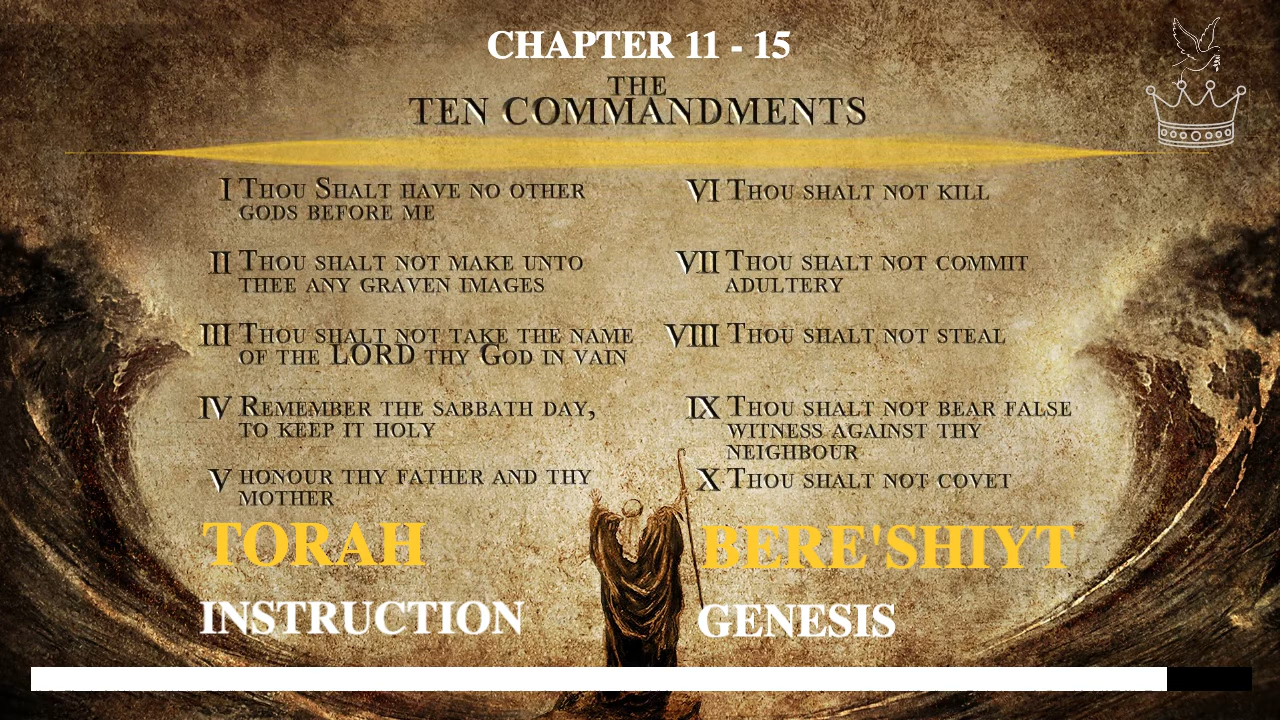 CHAPTER 11 - 15
THE
TEN COMMANDMENTS
I THOU SHALT HAVE NO OTHER
GODS BEFORE ME
II THOU SHALT NOT MAKE UNTO
THEE ANY GRAVEN IMAGES
III THOU SHALT NOT TAKE THE NAME
OF THE LORD THY GOD IN VAIN
IV REMEMBER THE SABBATH DAY,
TO KEEP IT HOLY
V HONOUR THY FATHER AND THY
MOTHER
VI THOU SHALT NOT KILL
VII THOU SHALT NOT COMMIT
ADULTERY
VIII THOU SHALT NOT STEAL
IX THOU SHALT NOT BEAR FALSE
WITNESS AGAINST THY
NEIGHBOUR
X THOU SHALT NOT COVET
TORAH
INSTRUCTION
BERE'SHIYT
GENESIS